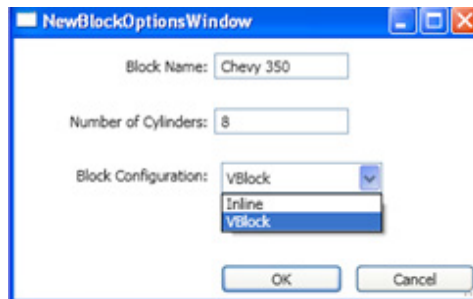 NewBlockOptionsWindow
Block Name: Chevy 350
Number of Cylinders: 8
Block Configuration: VBlock
Inline
VBlock
OK Cancel